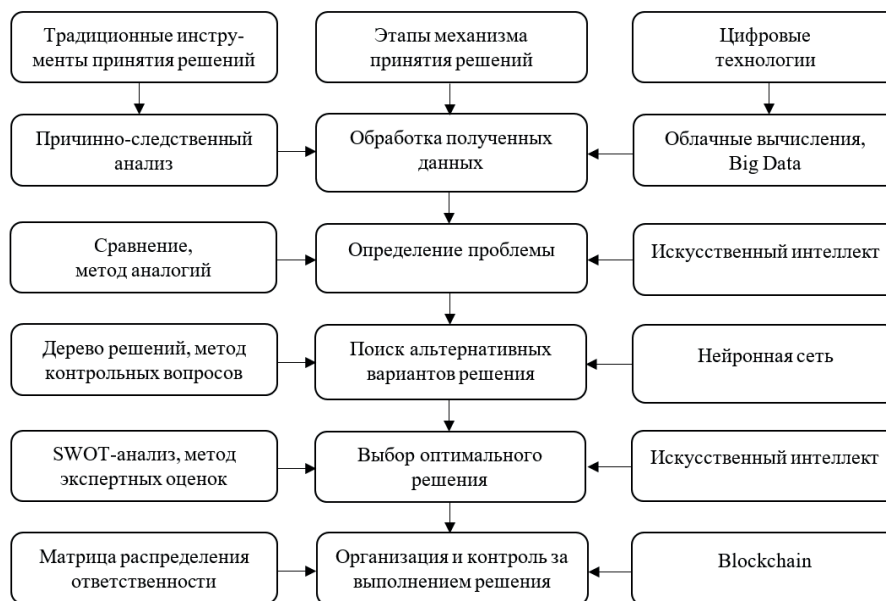 Традиционные инстру-
менты принятия решений
Этапы механизма
принятия решений
Цифровые
технологии
Причинно-следственный
анализ
Обработка полученных
данных
Облачные вычисления,
Big Data
Сравнение,
метод аналогий
Определение проблемы
Искусственный интеллект
Дерево решений, метод
контрольных вопросов
Поиск альтернативных
вариантов решения
Нейронная сеть
SWOT-анализ, метод
экспертных оценок
Выбор оптимального
решения
Искусственный интеллект
Матрица распределения
ответственности
Организация и контроль за
выполнением решения
Blockchain